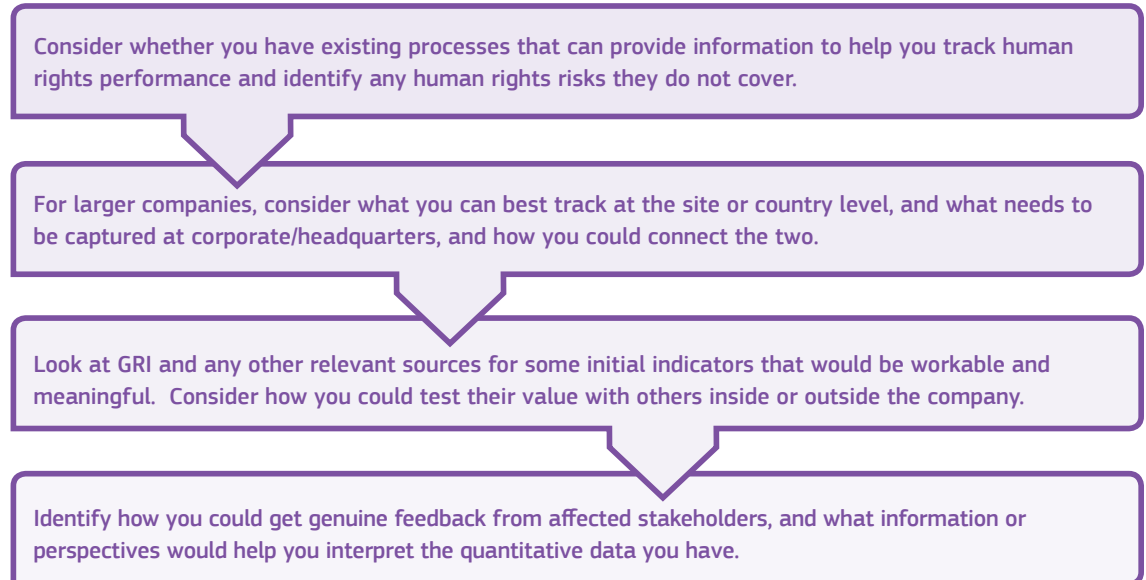 Consider whether you have existing processes that can provide information to help you track human
rights performance and identify any human rights risks they do not cover.
For larger companies, consider what you can best track at the site or country level, and what needs to
be captured at corporate/headquarters, and how you could connect the two.
Look at GRI and any other relevant sources for some initial indicators that would be workable and
meaningful.  Consider how you could test their value with others inside or outside the company.
Identify how you could get genuine feedback from affected stakeholders, and what information or
perspectives would help you interpret the quantitative data you have.